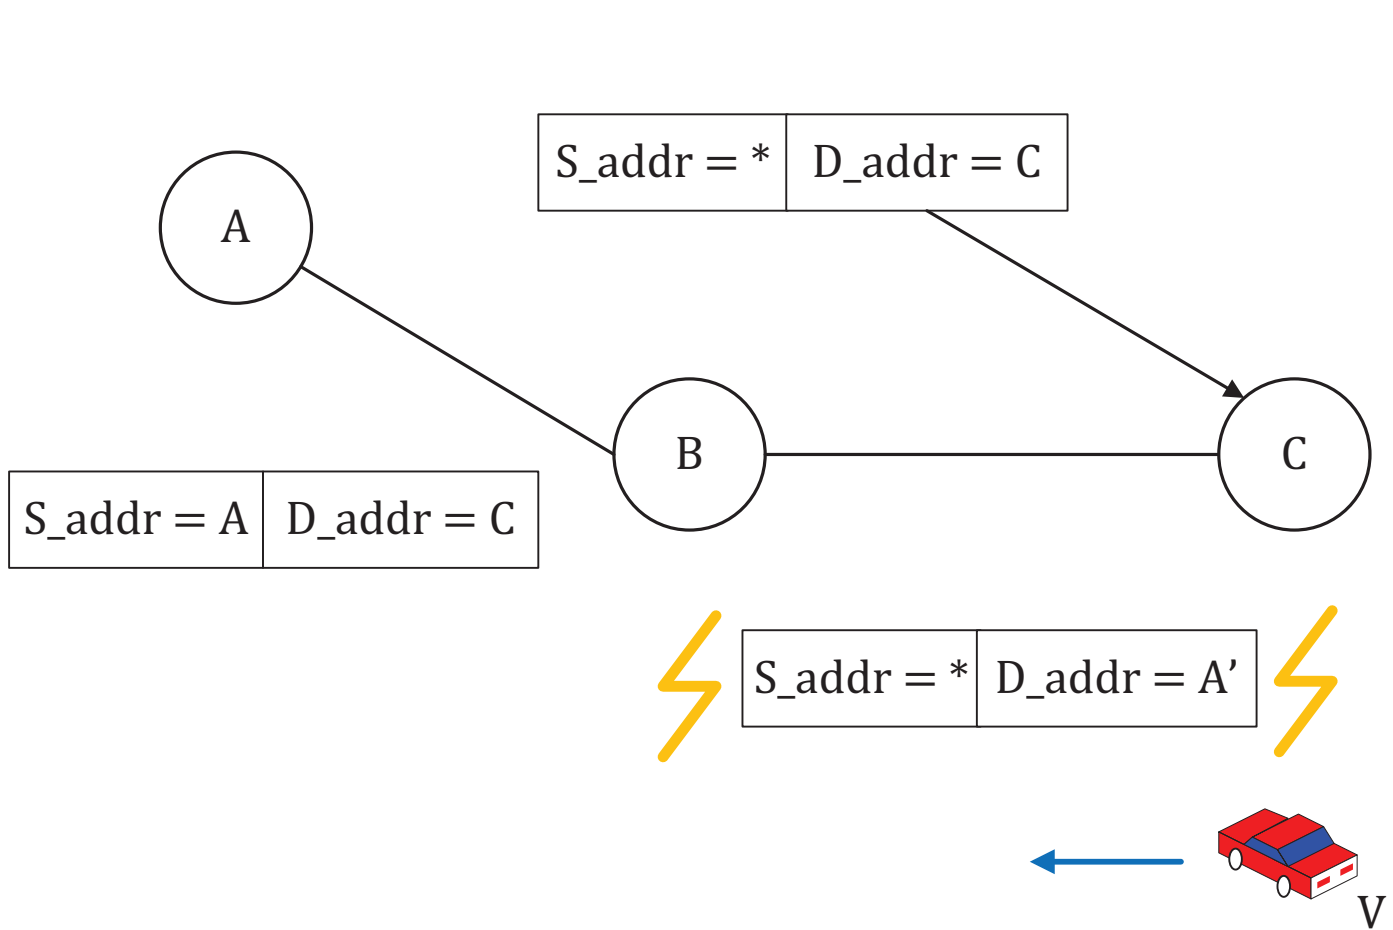 S_addr = * D_addr = C
A
B
C
S_addr = A D_addr = C
S_addr = * D_addr = A’
V